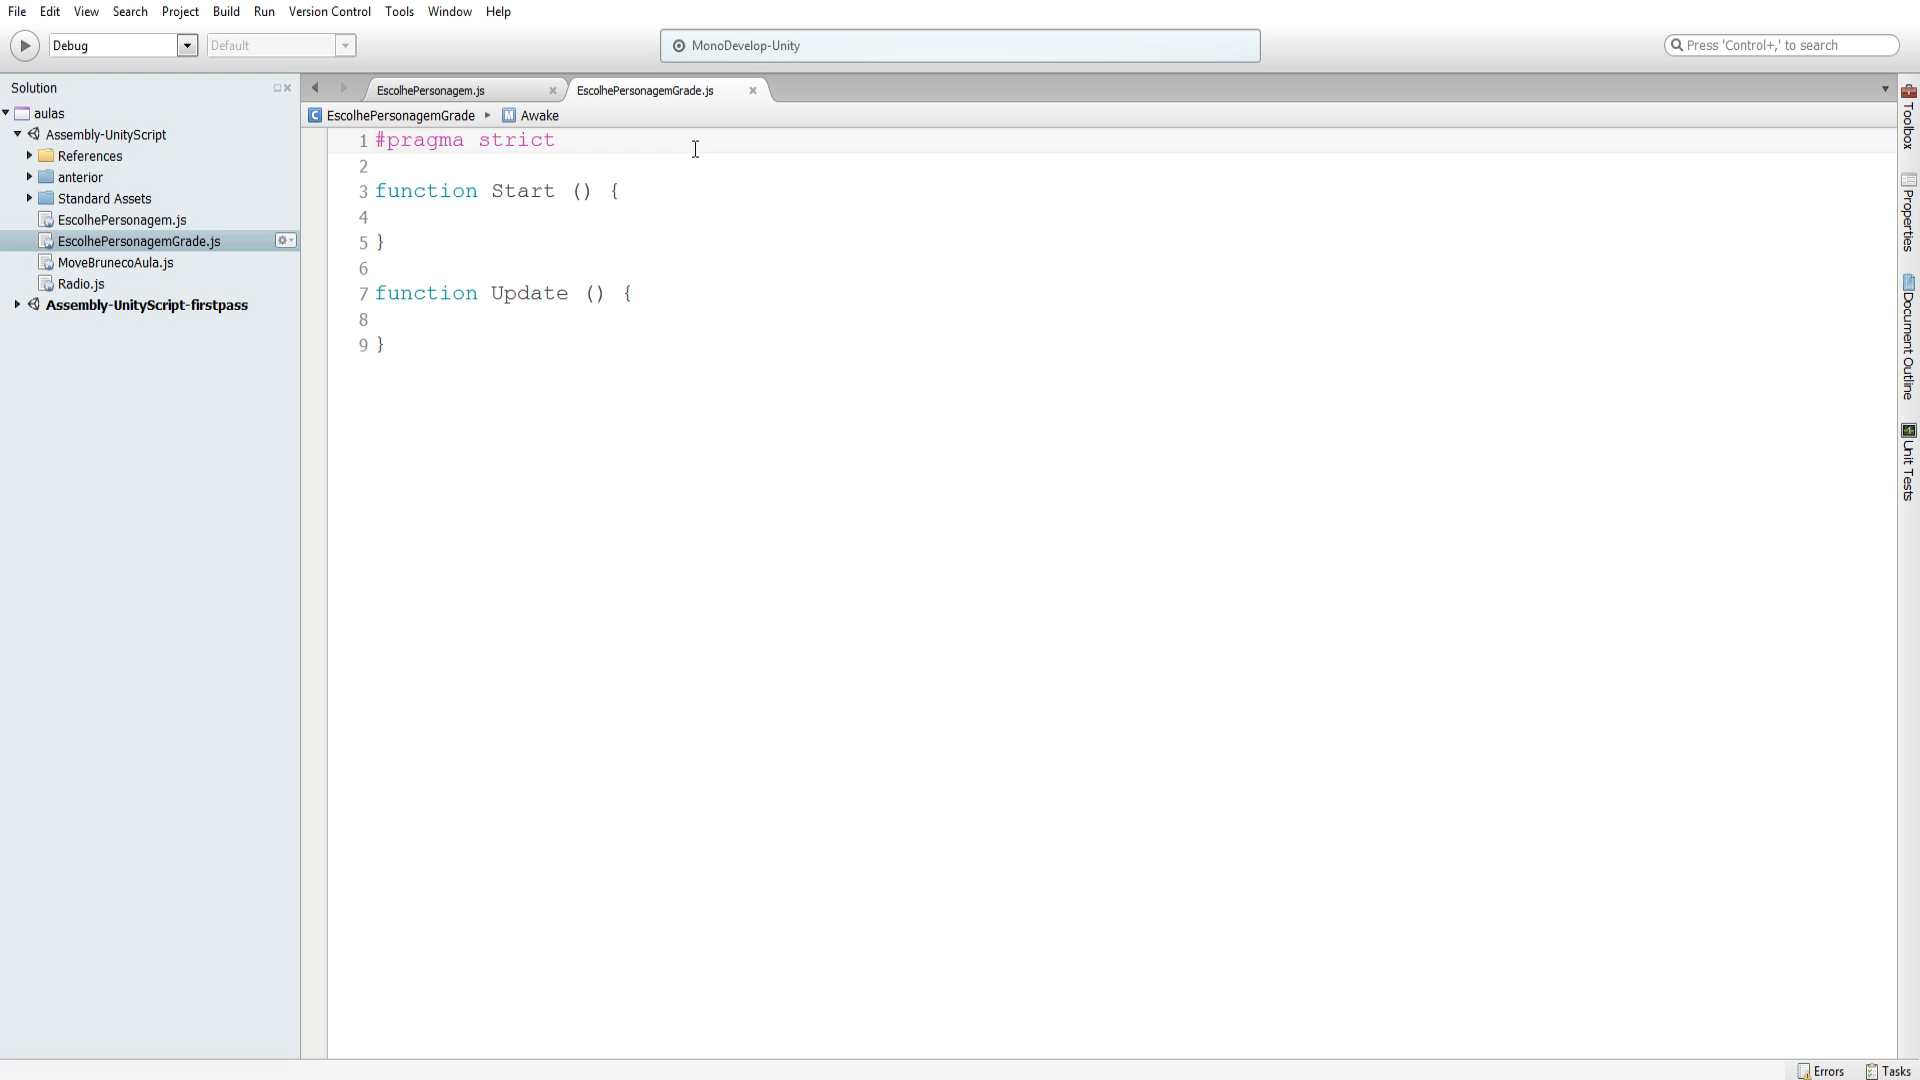 File Edit View Search Project Build Run Version Control Tools Window Help
Debug Default MonoDevelop-Unity Press 'Control+,' to search
Solution
aulas
Assembly-UnityScript
References
anterior
Standard Assets
EscolhePersonagem.js
EscolhePersonagemGrade.js
MoveBrunecoAula.js
Radio.js
Assembly-UnityScript-firstpass
EscolhePersonagem.js EscolhePersonagemGrade.js
C EscolhePersonagemGrade M Awake
1 #pragma strict
2
3 function Start () {
4
5 }
6
7 function Update () {
8
9 }
Toolbox
Properties
Document Outline
Unit Tests
Errors Tasks